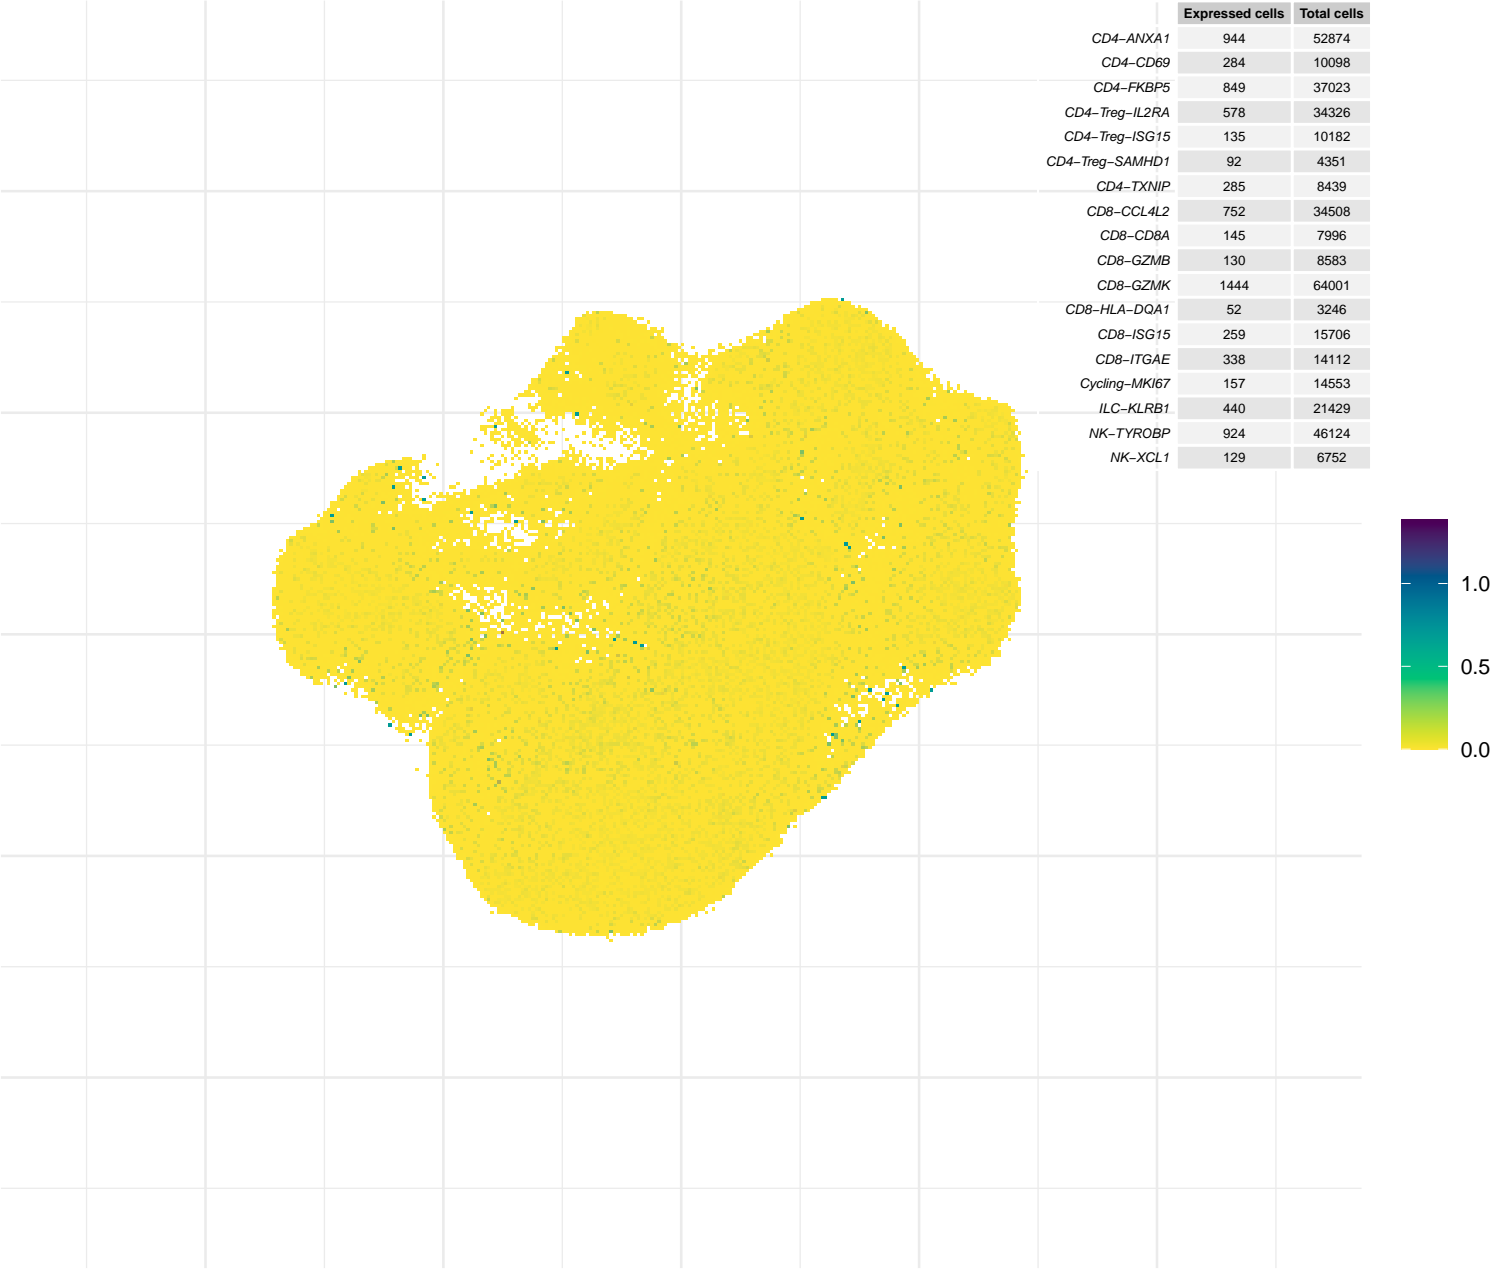 Expressed cells Total cells
CD4−ANXA1 944 52874
CD4−CD69 284 10098
CD4−FKBP5 849 37023
CD4−Treg−IL2RA 578 34326
CD4−Treg−ISG15 135 10182
CD4−Treg−SAMHD1 92 4351
CD4−TXNIP 285 8439
CD8−CCL4L2 752 34508
CD8−CD8A 145 7996
CD8−GZMB 130 8583
CD8−GZMK 1444 64001
CD8−HLA−DQA1 52 3246
CD8−ISG15 259 15706
CD8−ITGAE 338 14112
Cycling−MKI67 157 14553
ILC−KLRB1 440 21429
NK−TYROBP 924 46124
NK−XCL1 129 6752
1.0
0.5
0.0